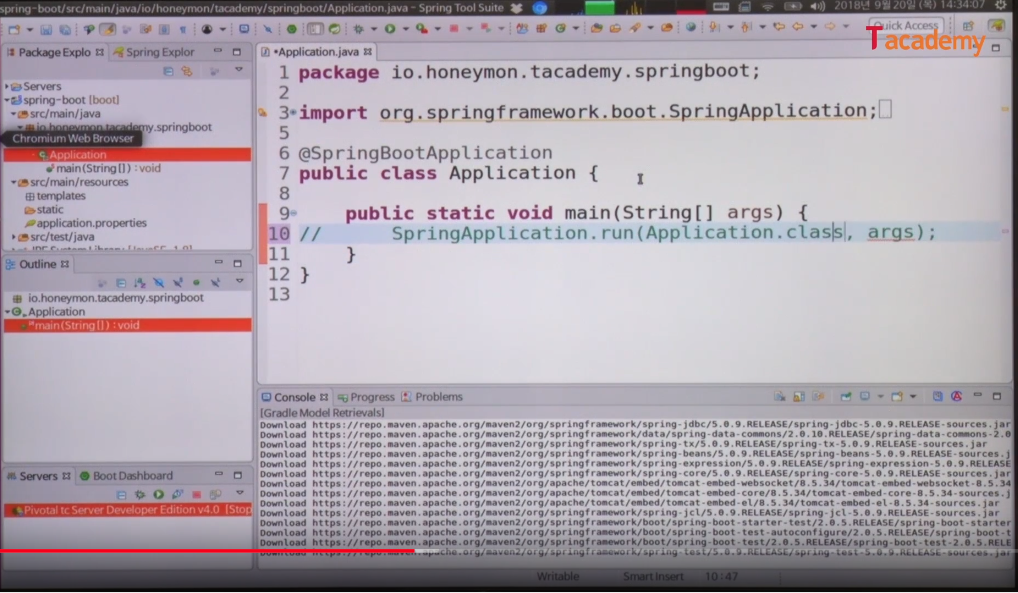 spring-boot/src/main/java/io/honeymon/tacademy/springboot/Application.java - Spring Tool Suite
2018년 9월 20일 (목) 14:34:07
Quick Access
Tacademy
Package Explo
Spring Explor
Servers
spring-boot [boot]
src/main/java
io.honeymon.tacademy.springboot
Chromium Web Browser
Application
main(String[]) : void
src/main/resources
templates
static
application.properties
src/test/java
*Application.java
1 package io.honeymon.tacademy.springboot;
2
3 import org.springframework.boot.SpringApplication;
5
6 @SpringBootApplication
7 public class Application {
8
9 public static void main(String[] args) {
10 // SpringApplication.run(Application.class, args);
11 }
12 }
13
Outline
io.honeymon.tacademy.springboot
Application
main(String[]) : void
Servers
Boot Dashboard
Pivotal tc Server Developer Edition v4.0 [Stop
Console
Progress
Problems
[Gradle Model Retrievals]
Download https://repo.maven.apache.org/maven2/org/springframework/spring-jdbc/5.0.9.RELEASE/spring-jdbc-5.0.9.RELEASE-sources.jar
Download https://repo.maven.apache.org/maven2/org/springframework/data/spring-data-commons/2.0.10.RELEASE/spring-data-commons-2.0
Download https://repo.maven.apache.org/maven2/org/springframework/spring-tx/5.0.9.RELEASE/spring-tx-5.0.9.RELEASE-sources.jar
Download https://repo.maven.apache.org/maven2/org/springframework/spring-beans/5.0.9.RELEASE/spring-beans-5.0.9.RELEASE-sources.j
Download https://repo.maven.apache.org/maven2/org/springframework/spring-expression/5.0.9.RELEASE/spring-expression-5.0.9.RELEASE
Download https://repo.maven.apache.org/maven2/org/springframework/spring-core/5.0.9.RELEASE/spring-core-5.0.9.RELEASE-sources.jar
Download https://repo.maven.apache.org/maven2/org/apache/tomcat/embed/tomcat-embed-websocket/8.5.34/tomcat-embed-websocket-8.5.34
Download https://repo.maven.apache.org/maven2/org/apache/tomcat/embed/tomcat-embed-core/8.5.34/tomcat-embed-core-8.5.34-sources.j
Download https://repo.maven.apache.org/maven2/org/apache/tomcat/embed/tomcat-embed-el/8.5.34/tomcat-embed-el-8.5.34-sources.jar
Download https://repo.maven.apache.org/maven2/org/springframework/spring-jcl/5.0.9.RELEASE/spring-jcl-5.0.9.RELEASE-sources.jar
Download https://repo.maven.apache.org/maven2/org/springframework/boot/spring-boot-starter-test/2.0.5.RELEASE/spring-boot-starter
Download https://repo.maven.apache.org/maven2/org/springframework/boot/spring-boot-test-autoconfigure/2.0.5.RELEASE/spring-boot-t
Download https://repo.maven.apache.org/maven2/org/springframework/boot/spring-boot-test/2.0.5.RELEASE/spring-boot-test-2.0.5.RELE
Download https://repo.maven.apache.org/maven2/org/springframework/spring-test/5.0.9.RELEASE/spring-test-5.0.9.RELEASE-sources.jar
Writable
Smart Insert
10:47